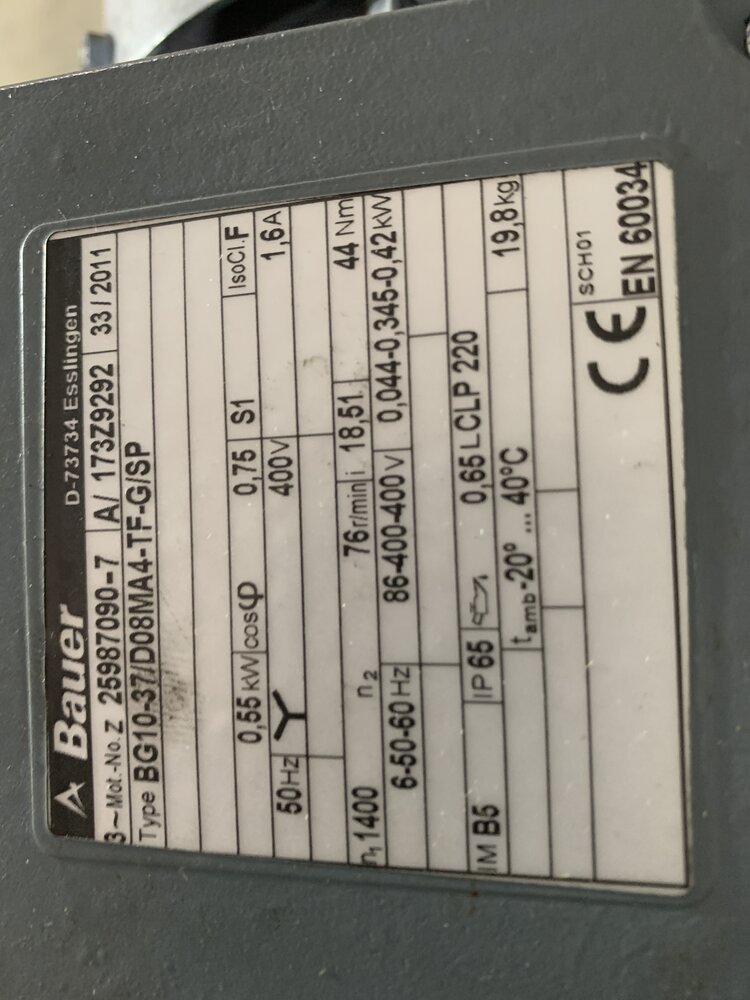 Bauer D-73734 Esslingen
3~Mot.-No. Z 25987090-7 A/ 173Z9292 33/2011
Type BG10-37/D08MA4-TF-G/SP
0,55 kW cosφ 0,75 S1 IsoCl. F
50Hz Y 400V 1,6A
n1 1400 n2 76 r/min i 18,51 44 Nm
6-50-60 Hz 86-400-400 V 0,044-0,345-0,42 kW
IM B5 IP 65 0,65 L CLP 220 19,8 kg
tamb -20° ... 40°C
SCH01
CE EN 60034